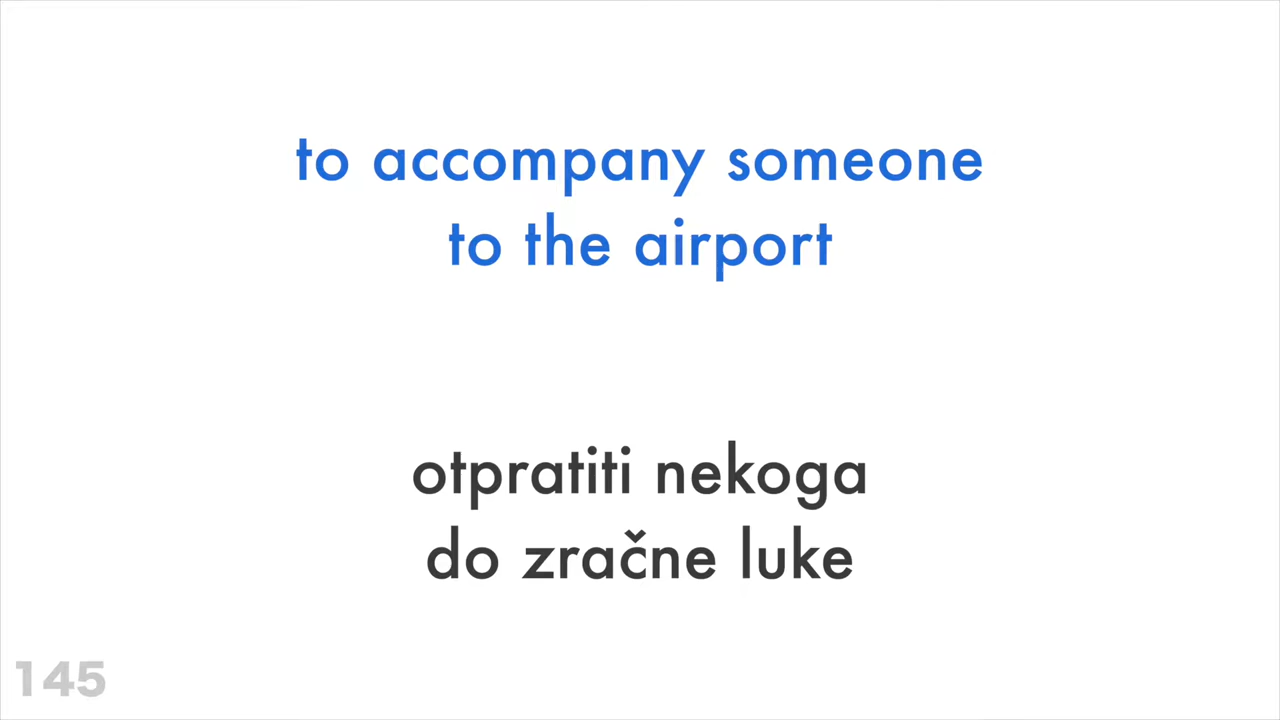 to accompany someone
to the airport
otpratiti nekoga
do zračne luke
145